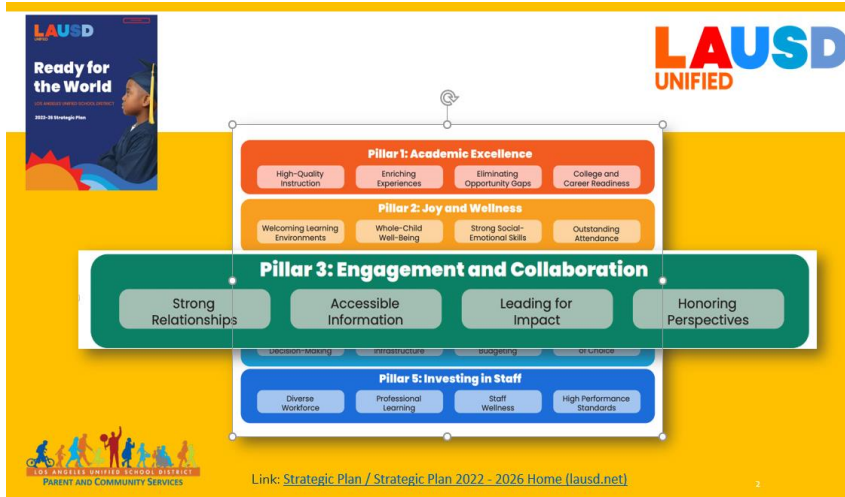 LAUSD
UNIFIED
Ready for
the World
LOS ANGELES UNIFIED SCHOOL DISTRICT
2022-26 Strategic Plan
LAUSD
UNIFIED
Pillar 1: Academic Excellence
High-Quality
Instruction
Enriching
Experiences
Eliminating
Opportunity Gaps
College and
Career Readiness
Pillar 2: Joy and Wellness
Welcoming Learning
Environments
Whole-Child
Well-Being
Strong Social-
Emotional Skills
Outstanding
Attendance
Pillar 3: Engagement and Collaboration
Strong
Relationships
Accessible
Information
Leading for
Impact
Honoring
Perspectives
Decision-Making
Infrastructure
Budgeting
of Choice
Pillar 5: Investing in Staff
Diverse
Workforce
Professional
Learning
Staff
Wellness
High Performance
Standards
LOS ANGELES UNIFIED SCHOOL DISTRICT
PARENT AND COMMUNITY SERVICES
Link: Strategic Plan / Strategic Plan 2022 - 2026 Home (lausd.net)
2